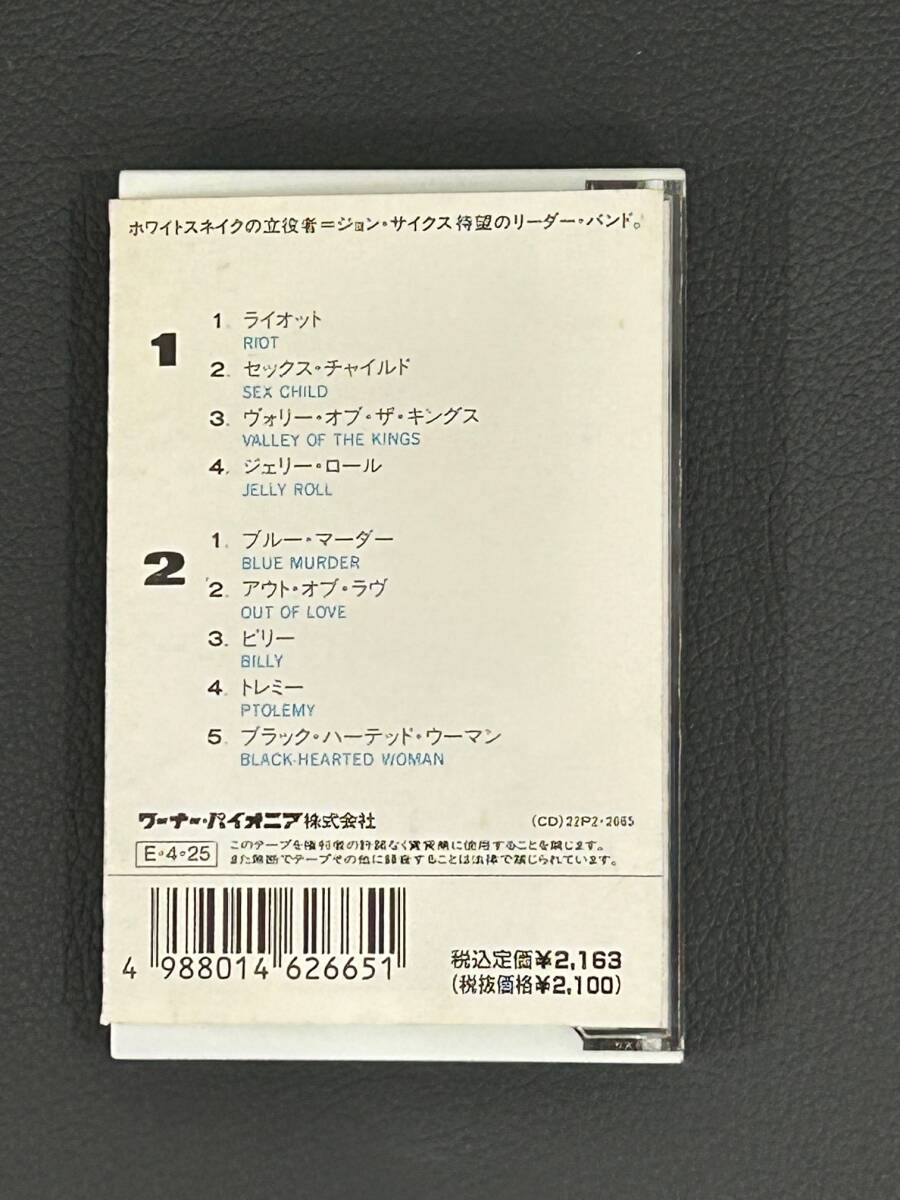 ホワイトスネイクの立役者=ジョン・サイクス待望のリーダー・バンド。
1
1. ライオット
RIOT
2. セックス・チャイルド
SEX CHILD
3. ヴァリー・オブ・ザ・キングス
VALLEY OF THE KINGS
4. ジェリー・ロール
JELLY ROLL
2
1. ブルー・マーダー
BLUE MURDER
2. アウト・オブ・ラヴ
OUT OF LOVE
3. ビリー
BILLY
4. トレミー
PTOLEMY
5. ブラック・ハーテッド・ウーマン
BLACK-HEARTED WOMAN
ワーナー・パイオニア株式会社
(CD)22P2・2665
E・4・25
このテープを権利者の許諾なく賃貸業に使用することを禁じます。
また無断でテープその他に録音することは法律で禁じられています。
4 988014 626651
税込定価¥2,163
(税抜価格¥2,100)